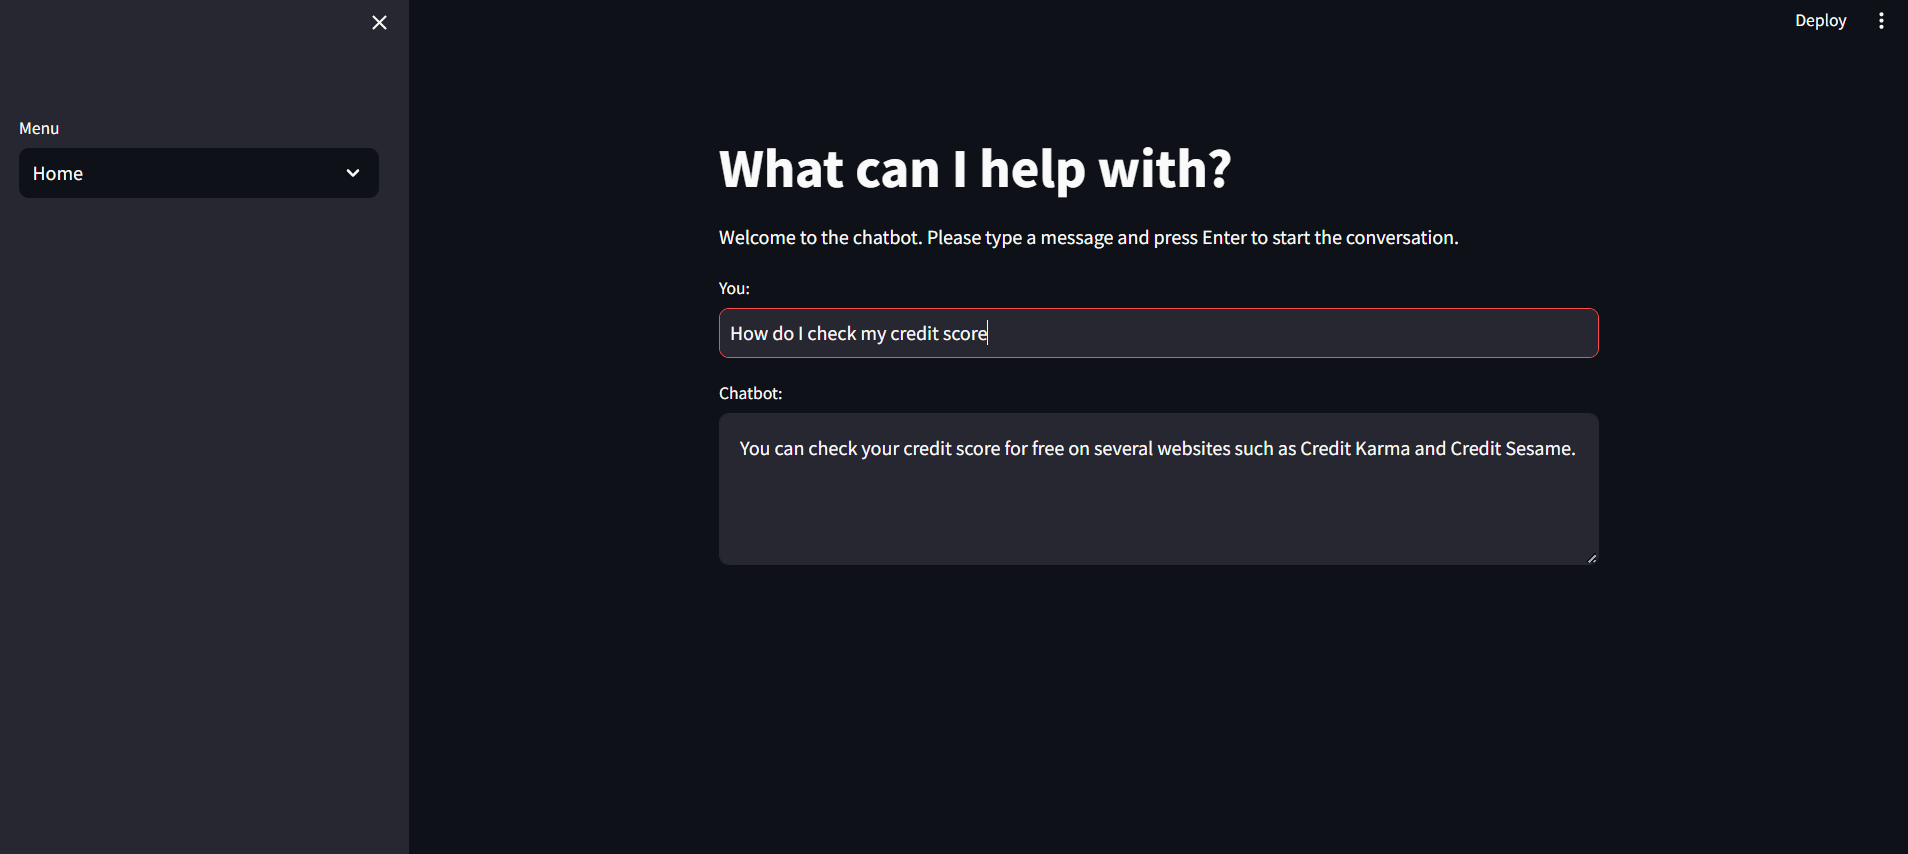 Deploy
Menu
Home
What can I help with?
Welcome to the chatbot. Please type a message and press Enter to start the conversation.
You:
How do I check my credit score
Chatbot:
You can check your credit score for free on several websites such as Credit Karma and Credit Sesame.